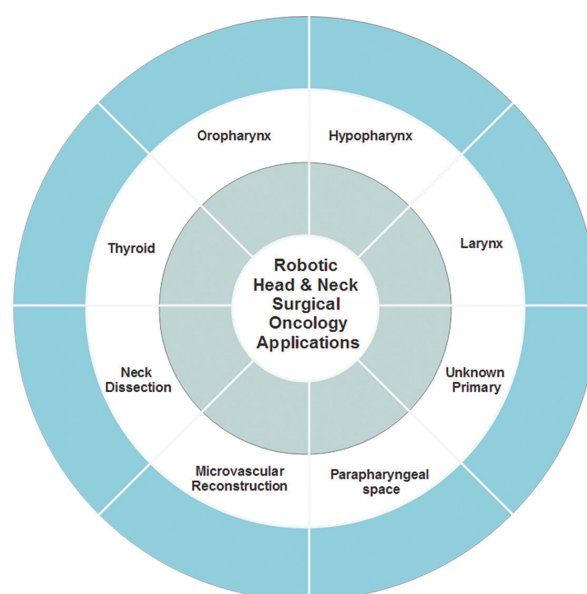 Oropharynx
Hypopharynx
Thyroid
Larynx
Robotic
Head & Neck
Surgical
Oncology
Applications
Neck
Dissection
Unknown
Primary
Microvascular
Reconstruction
Parapharyngeal
space